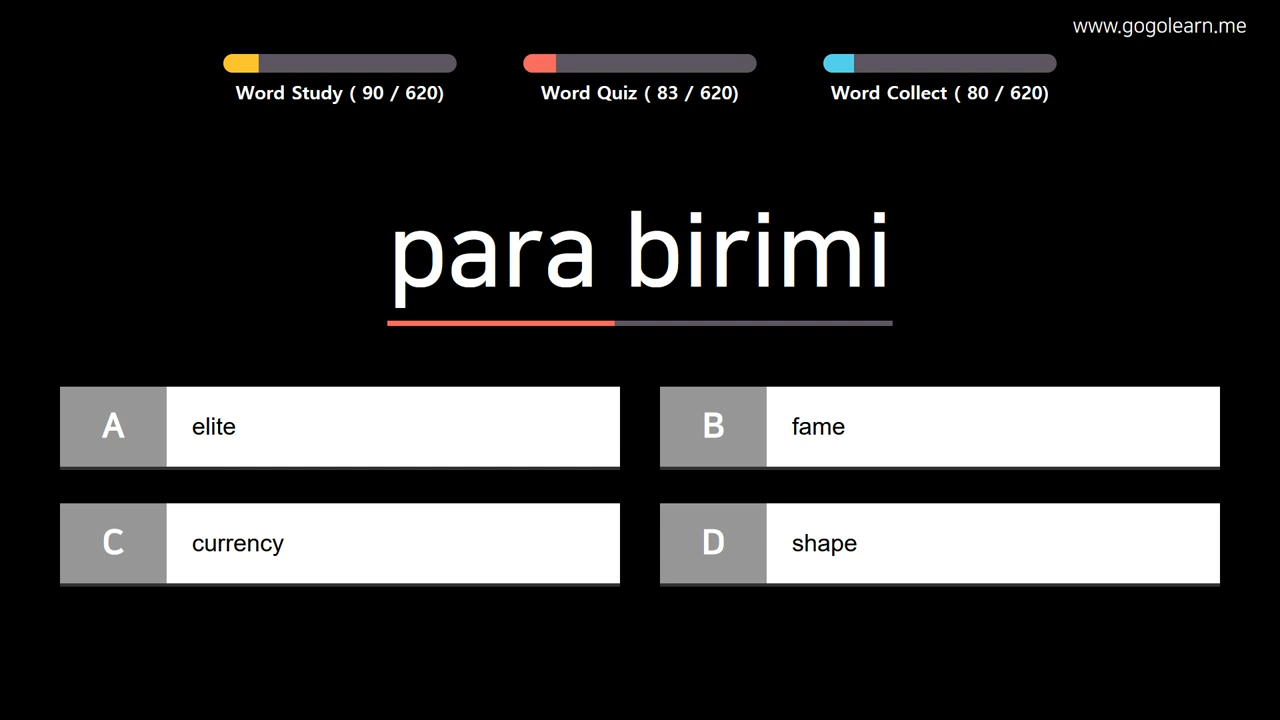 www.gogolearn.me
Word Study ( 90 / 620)
Word Quiz ( 83 / 620)
Word Collect ( 80 / 620)
para birimi
A elite
B fame
C currency
D shape